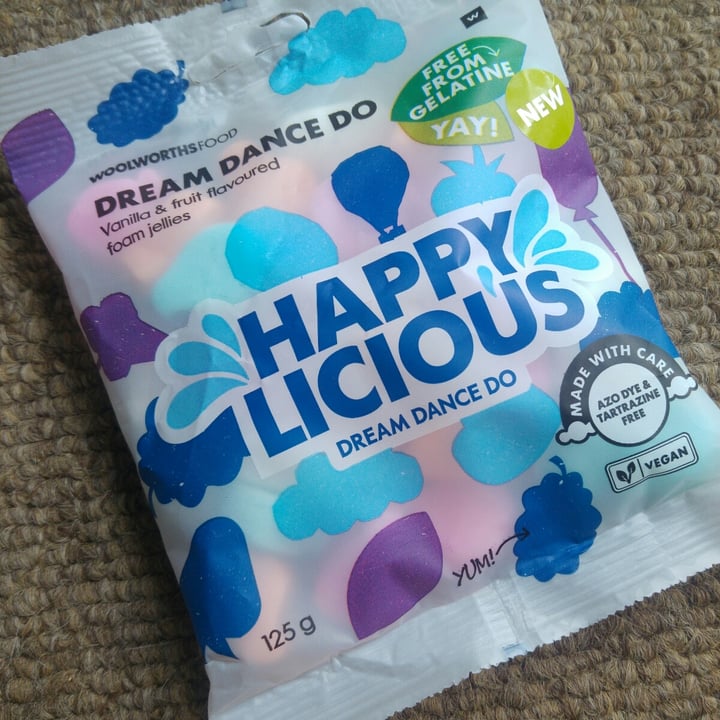 W
FREE
FROM
GELATINE
YAY!
NEW
WOOLWORTHSFOOD
DREAM DANCE DO
Vanilla & fruit flavoured
foam jellies
HAPPY
LICIOUS
DREAM DANCE DO
MADE WITH CARE
AZO DYE &
TARTRAZINE
FREE
VEGAN
YUM!
125 g